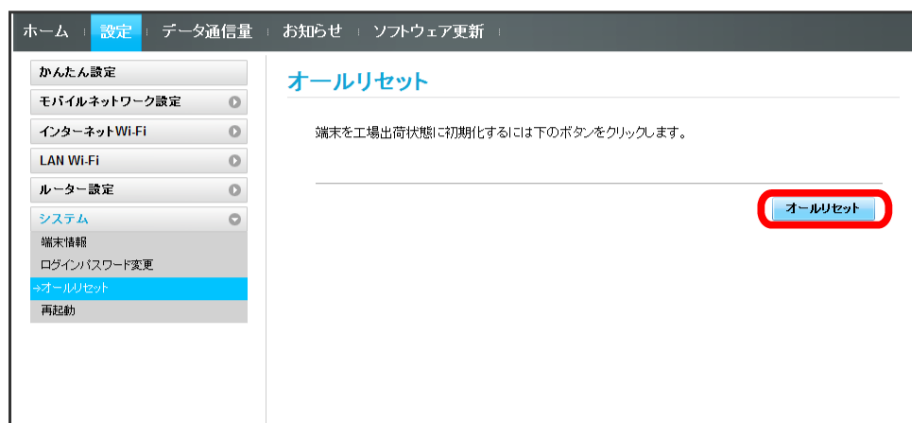 ホーム 設定 データ通信量 お知らせ ソフトウェア更新
かんたん設定
モバイルネットワーク設定
インターネットWi-Fi
LAN Wi-Fi
ルーター設定
システム
端末情報
ログインパスワード変更
→オールリセット
再起動
オールリセット
端末を工場出荷状態に初期化するには下のボタンをクリックします。
オールリセット